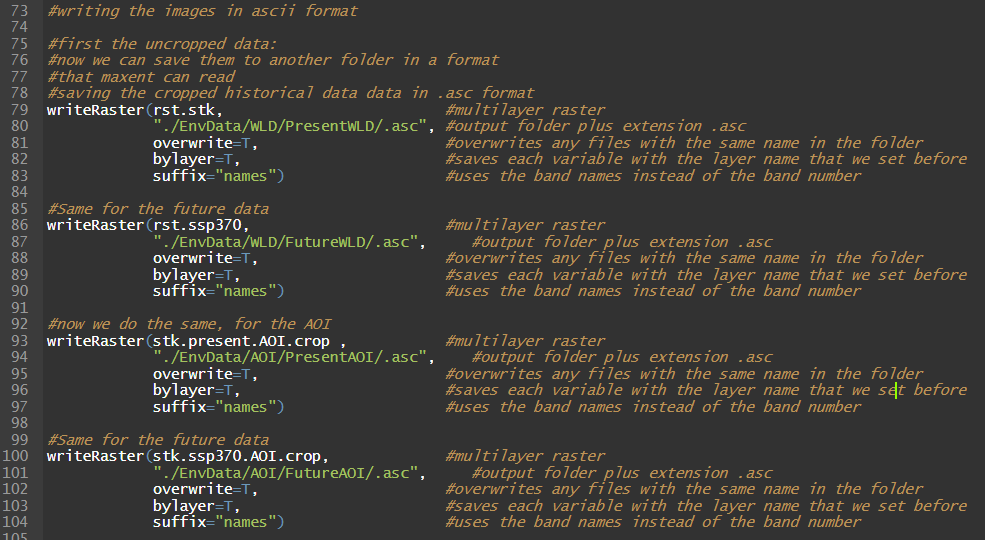 73 #writing the images in ascii format
74
75 #first the uncropped data:
76 #now we can save them to another folder in a format
77 #that maxent can read
78 #saving the cropped historical data data in .asc format
79 writeRaster(rst.stk, #multilayer raster
80 "./EnvData/WLD/PresentWLD/.asc", #output folder plus extension .asc
81 overwrite=T, #overwrites any files with the same name in the folder
82 bylayer=T, #saves each variable with the layer name that we set before
83 suffix="names") #uses the band names instead of the band number
84
85 #Same for the future data
86 writeRaster(rst.ssp370, #multilayer raster
87 "./EnvData/WLD/FutureWLD/.asc", #output folder plus extension .asc
88 overwrite=T, #overwrites any files with the same name in the folder
89 bylayer=T, #saves each variable with the layer name that we set before
90 suffix="names") #uses the band names instead of the band number
91
92 #now we do the same, for the AOI
93 writeRaster(stk.present.AOI.crop , #multilayer raster
94 "./EnvData/AOI/PresentAOI/.asc", #output folder plus extension .asc
95 overwrite=T, #overwrites any files with the same name in the folder
96 bylayer=T, #saves each variable with the layer name that we set before
97 suffix="names") #uses the band names instead of the band number
98
99 #Same for the future data
100 writeRaster(stk.ssp370.AOI.crop, #multilayer raster
101 "./EnvData/AOI/FutureAOI/.asc", #output folder plus extension .asc
102 overwrite=T, #overwrites any files with the same name in the folder
103 bylayer=T, #saves each variable with the layer name that we set before
104 suffix="names") #uses the band names instead of the band number
105